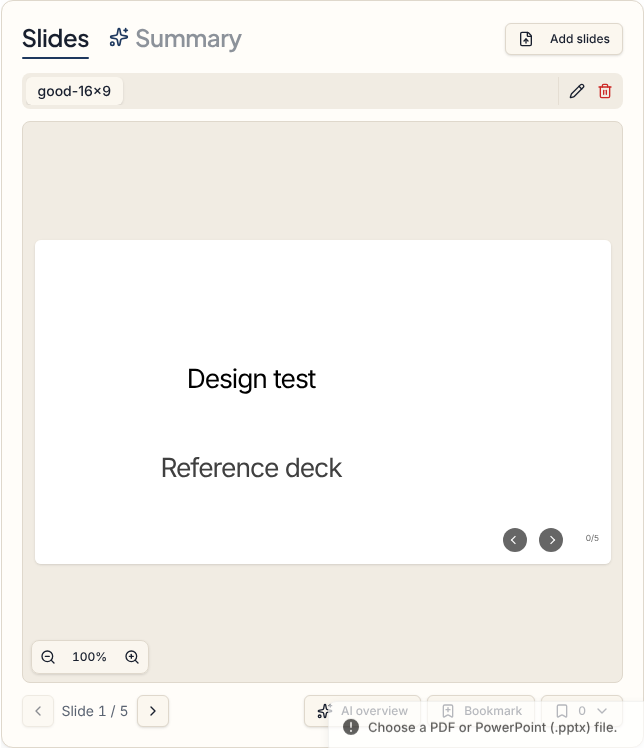 Slides
Summary
Add slides
good-16×9
Design test
Reference deck
0/5
100%
Slide 1 / 5
AI overview
Bookmark
0
Choose a PDF or PowerPoint (.pptx) file.